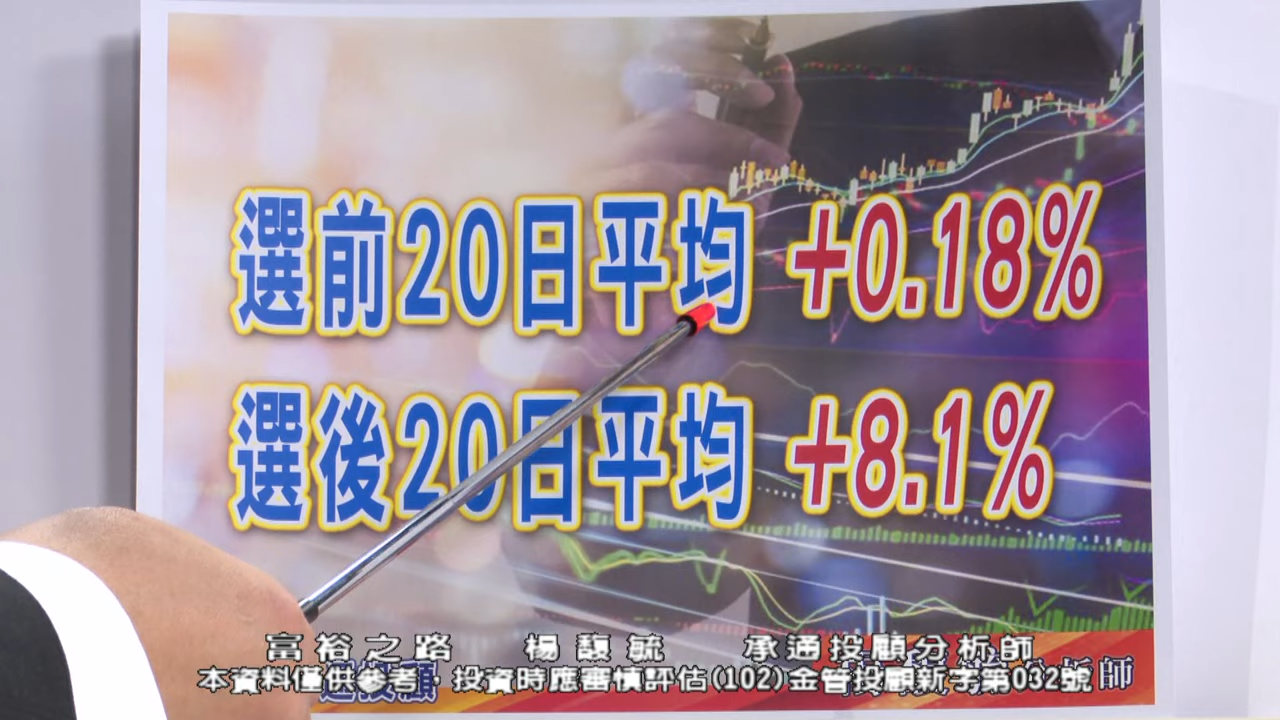 選前20日平均 +0.18%
選後20日平均 +8.1%
富裕之路 楊馥毓 承通投顧分析師
本資料僅供參考，投資時應審慎評估(102)金管投顧新字第032號
師